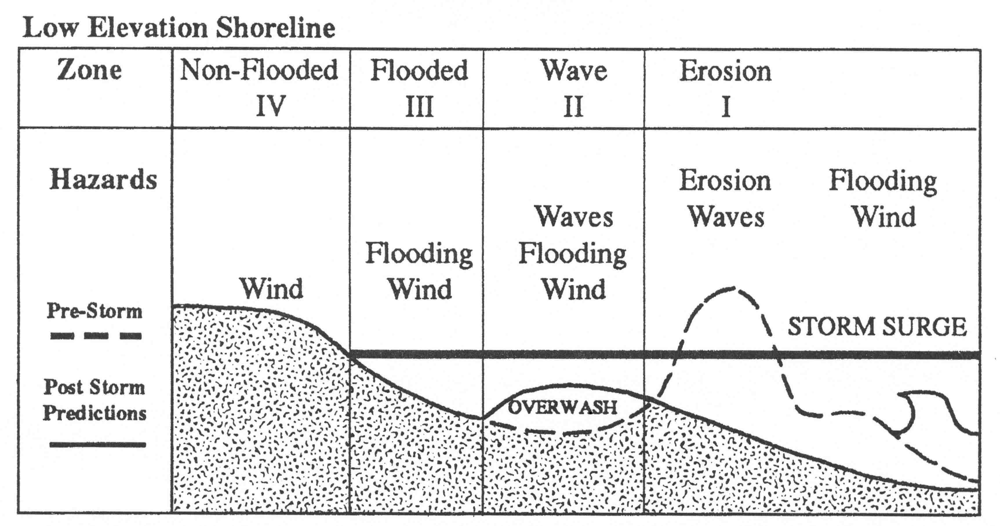 Low Elevation Shoreline
Zone
Non-Flooded
IV
Flooded
III
Wave
II
Erosion
I
Hazards
Wind
Flooding
Wind
Waves
Flooding
Wind
Erosion
Waves
Flooding
Wind
Pre-Storm
Post Storm
Predictions
STORM SURGE
OVERWASH